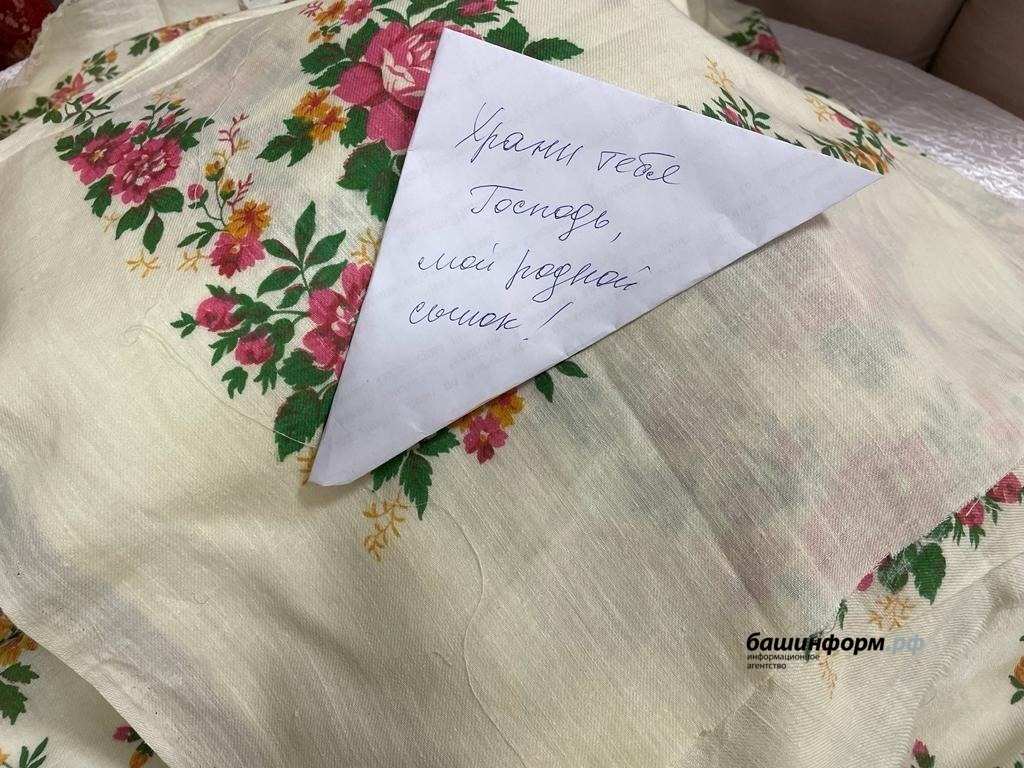 Храни тебя
Господь,
мой родной
сынок!
башинформ.рф
информационное
агентство